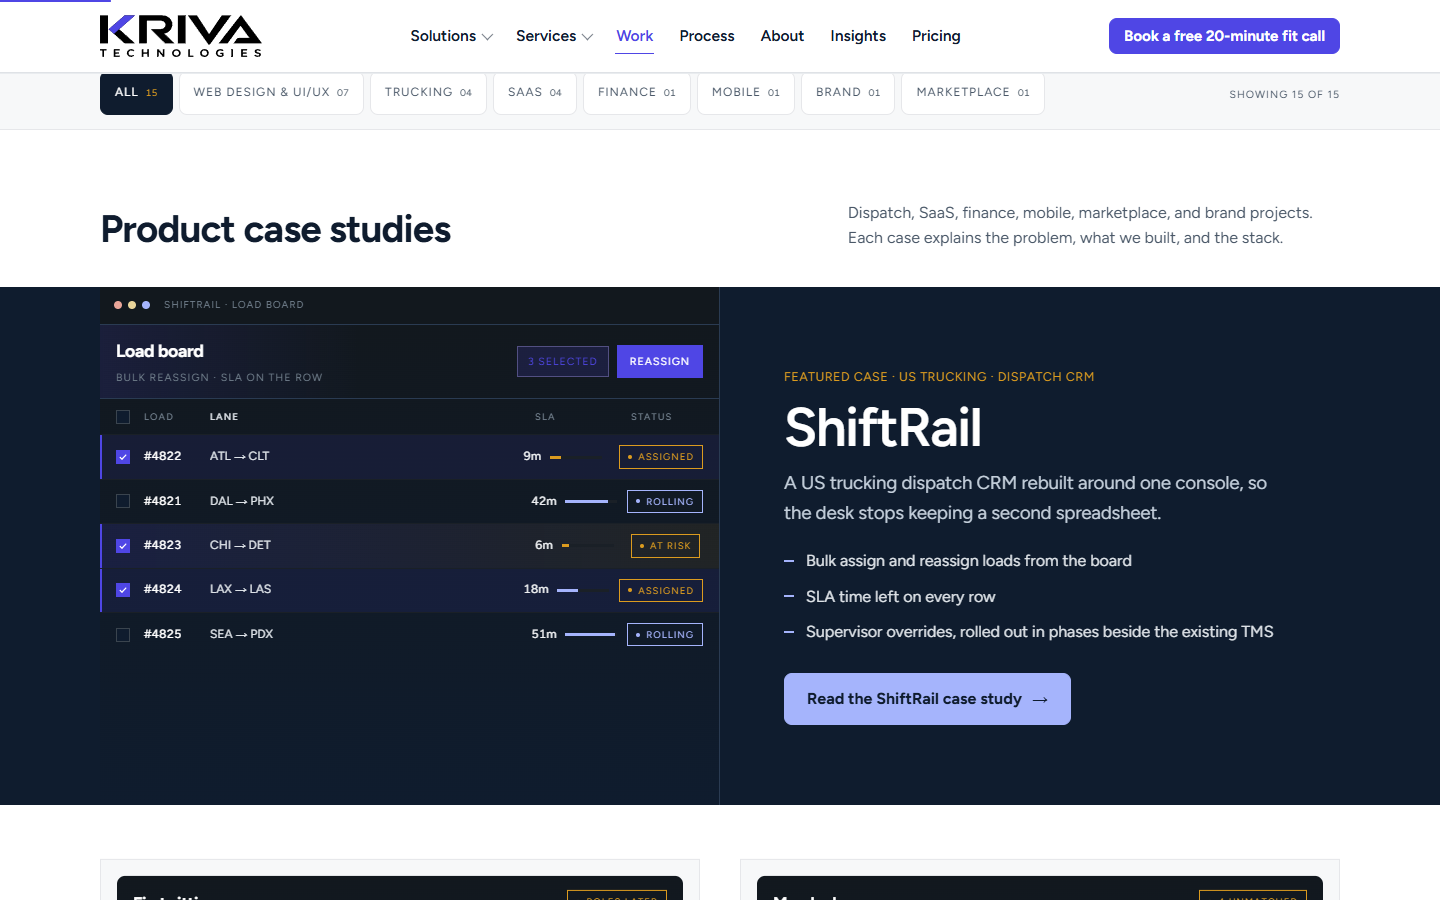 KRIVA
TECHNOLOGIES
Solutions Services Work Process About Insights Pricing
Book a free 20-minute fit call
ALL 15 WEB DESIGN & UI/UX 07 TRUCKING 04 SAAS 04 FINANCE 01 MOBILE 01 BRAND 01 MARKETPLACE 01
SHOWING 15 OF 15
Product case studies
Dispatch, SaaS, finance, mobile, marketplace, and brand projects.
Each case explains the problem, what we built, and the stack.
SHIFTRAIL · LOAD BOARD
Load board
BULK REASSIGN · SLA ON THE ROW
3 SELECTED REASSIGN
LOAD LANE SLA STATUS
#4822 ATL → CLT 9m ASSIGNED
#4821 DAL → PHX 42m ROLLING
#4823 CHI → DET 6m AT RISK
#4824 LAX → LAS 18m ASSIGNED
#4825 SEA → PDX 51m ROLLING
FEATURED CASE · US TRUCKING · DISPATCH CRM
ShiftRail
A US trucking dispatch CRM rebuilt around one console, so
the desk stops keeping a second spreadsheet.
Bulk assign and reassign loads from the board
SLA time left on every row
Supervisor overrides, rolled out in phases beside the existing TMS
Read the ShiftRail case study →